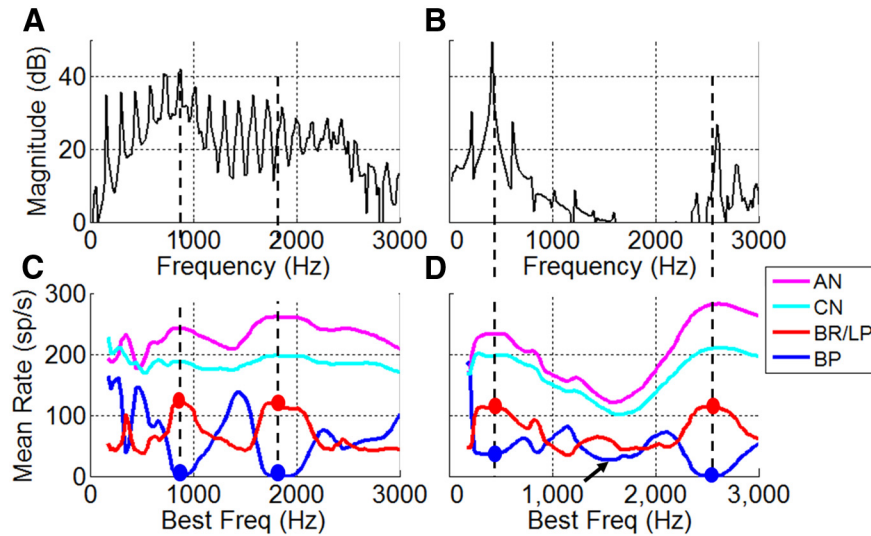 A
B
Magnitude (dB)
40
20
0
0 1000 2000 3000
Frequency (Hz)
0 1000 2000 3000
Frequency (Hz)
C
D
Mean Rate (sp/s)
300
200
100
0
0 1000 2000 3000
Best Freq (Hz)
0 1,000 2,000 3,000
Best Freq (Hz)
AN
CN
BR/LP
BP